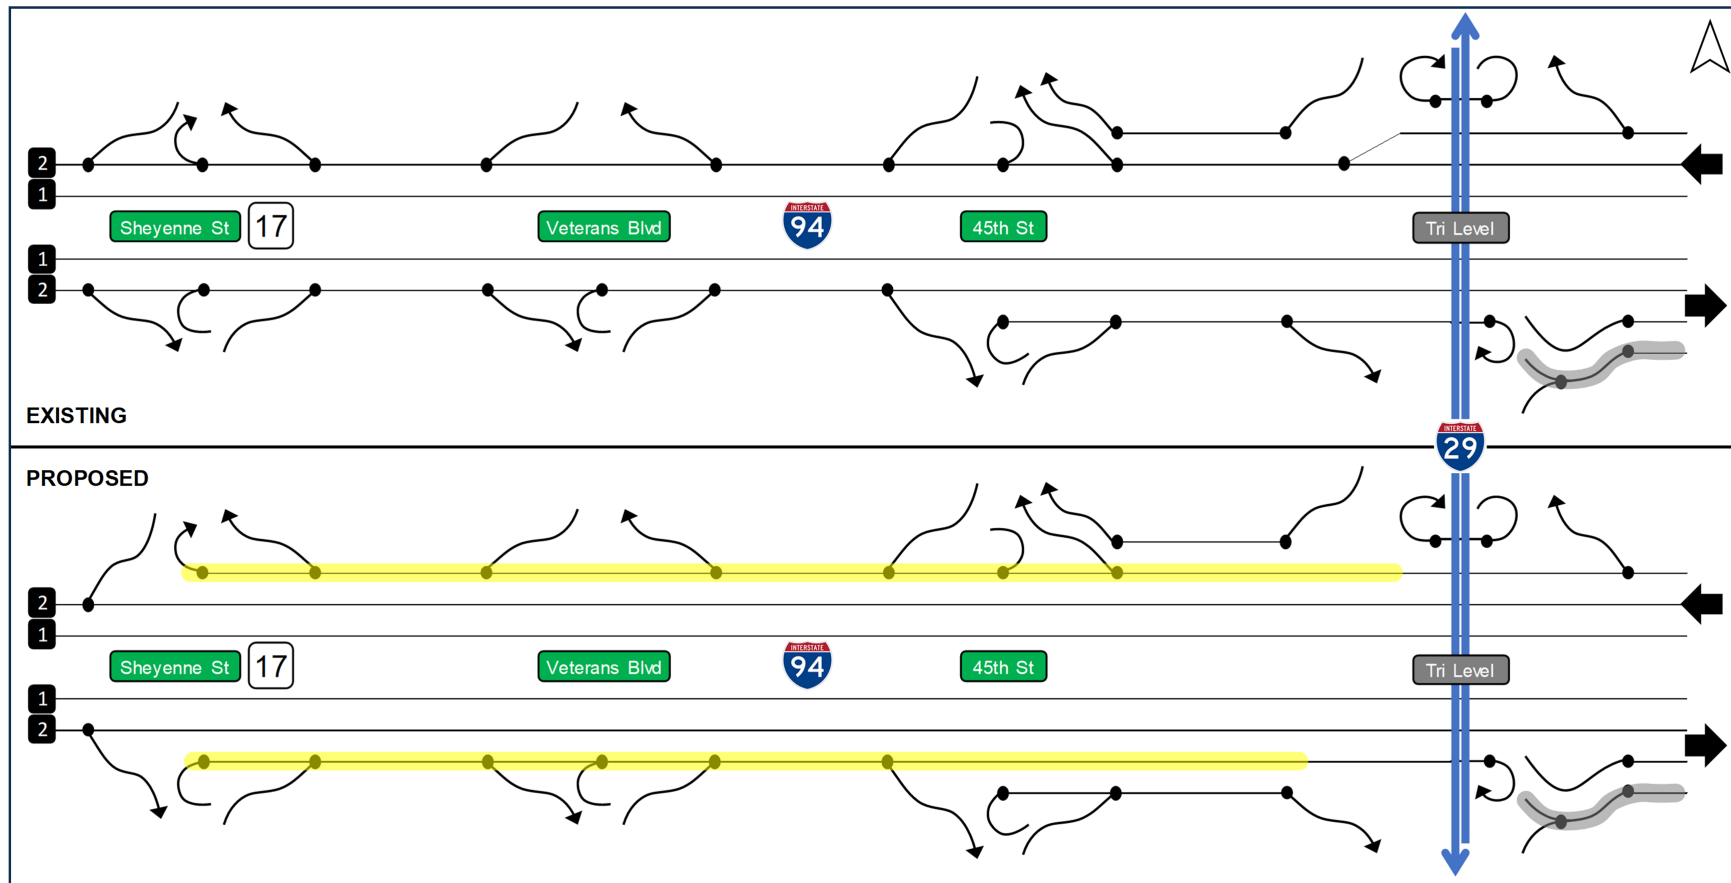 2
1
Sheyenne St 17 Veterans Blvd INTERSTATE 94 45th St Tri Level
1
2
EXISTING
INTERSTATE 29
PROPOSED
2
1
Sheyenne St 17 Veterans Blvd INTERSTATE 94 45th St Tri Level
1
2